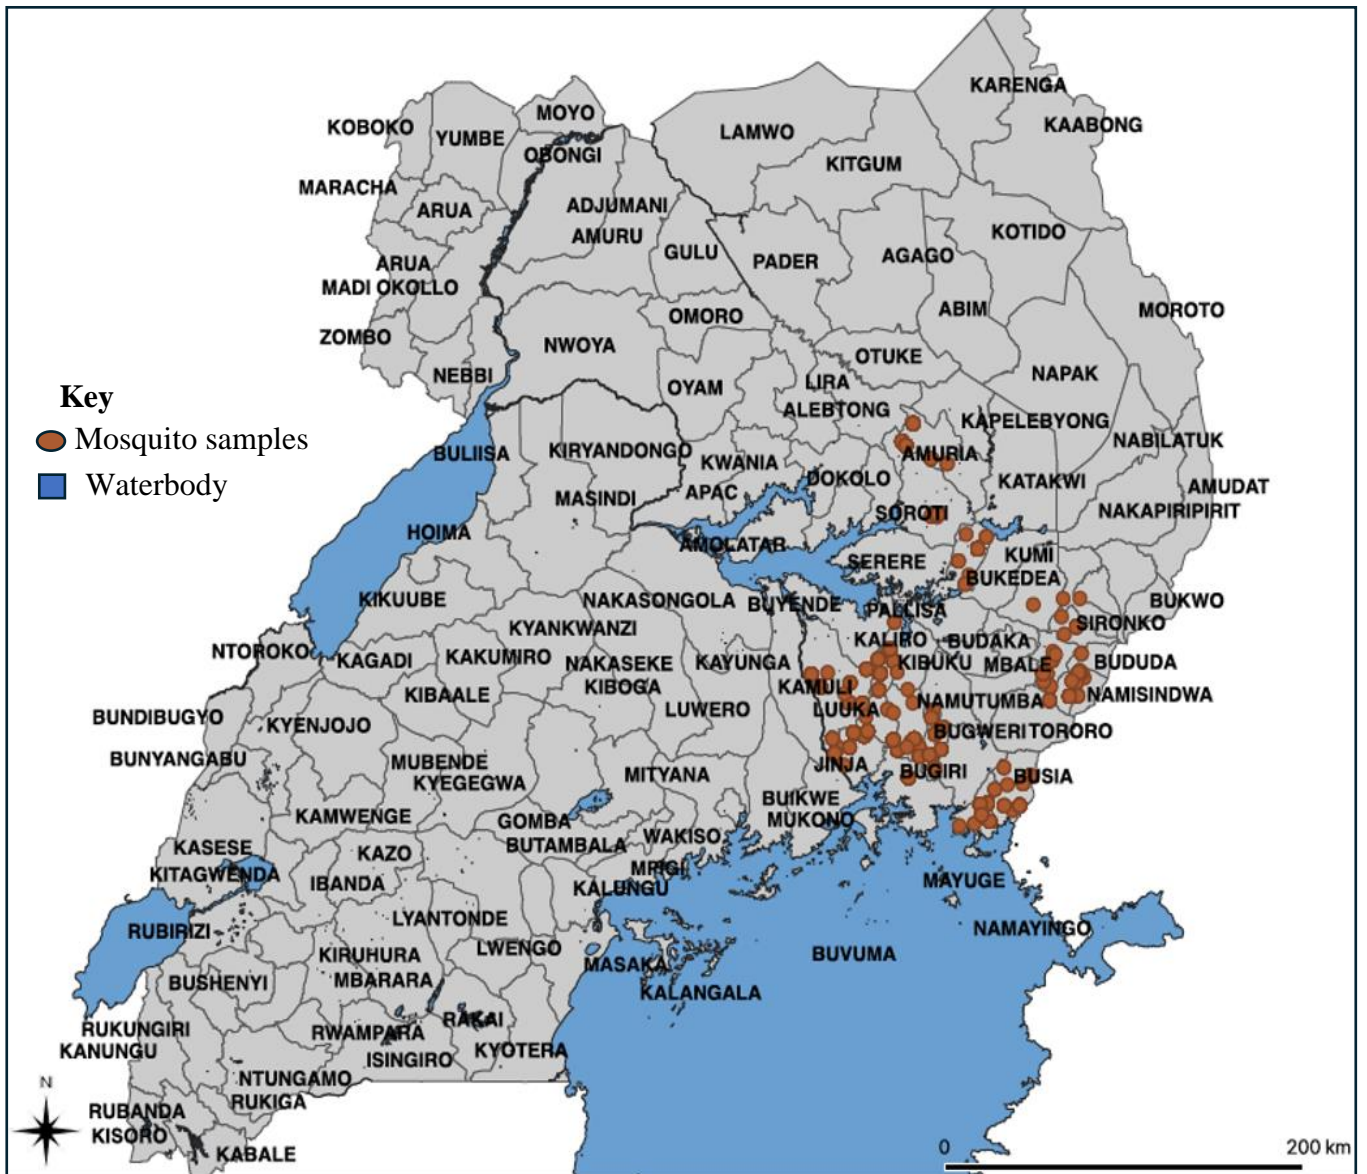 KARENGA
KAABONG
MOYO
KOBOKO
YUMBE
LAMWO
OBONGI
KITGUM
MARACHA
ARUA
ADJUMANI
AMURU
KOTIDO
GULU
PADER
AGAGO
ARUA
MADI OKOLLO
ABIM
MOROTO
OMORO
ZOMBO
NWOYA
OTUKE
NEBBI
OYAM
LIRA
NAPAK
Key
Mosquito samples
Waterbody
ALEBTONG
KAPELEBYONG
NABILATUK
BULIISA
KIRYANDONGO
KWANIA
AMURIA
APAC
DOKOLO
KATAKWI
AMUDAT
MASINDI
SOROTI
NAKAPIRIPIRIT
HOIMA
AMOLATAR
SERERE
KUMI
BUKEDEA
KIKUUBE
NAKASONGOLA
BUYENDE
PALLISA
BUKWO
SIRONKO
KYANKWANZI
KALIRO
BUDAKA
NTOROKO
KAGADI
KAKUMIRO
NAKASEKE
KAYUNGA
KIBUKU
MBALE
BUDUDA
KIBAALE
KIBOGA
KAMULI
NAMUTUMBA
NAMISINDWA
BUNDIBUGYO
KYENJOJO
LUWERO
LUUKA
BUGWERI
TORORO
BUNYANGABU
MUBENDE
KYEGEGWA
MITYANA
JINJA
BUGIRI
BUSIA
KAMWENGE
GOMBA
BUIKWE
MUKONO
KASESE
KAZO
BUTAMBALA
WAKISO
KITAGWENDA
IBANDA
MPIGI
KALUNGU
MAYUGE
RUBIRIZI
LYANTONDE
NAMAYINGO
KIRUHURA
LWENGO
BUVUMA
BUSHENYI
MBARARA
MASAKA
KALANGALA
RUKUNGIRI
KANUNGU
RWAMPARA
RAKAI
ISINGIRO
KYOTERA
N
NTUNGAMO
RUKIGA
RUBANDA
KISORO
KABALE
0
200 km